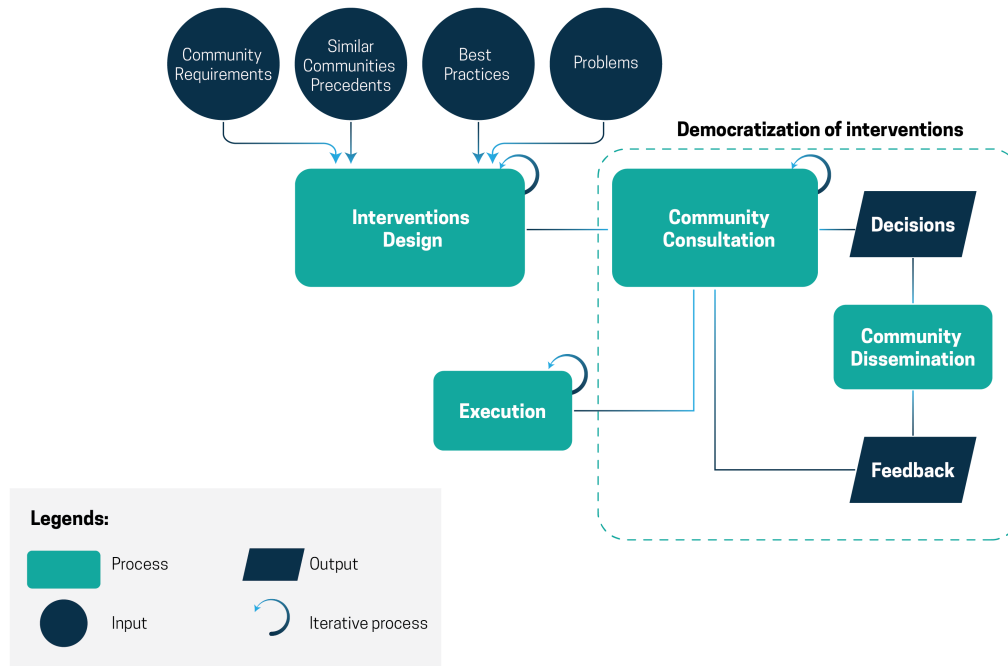 Community
Requirements
Similar
Communities
Precedents
Best
Practices
Problems
Democratization of interventions
Interventions
Design
Community
Consultation
Decisions
Community
Dissemination
Execution
Feedback
Legends:
Process
Output
Input
Iterative process